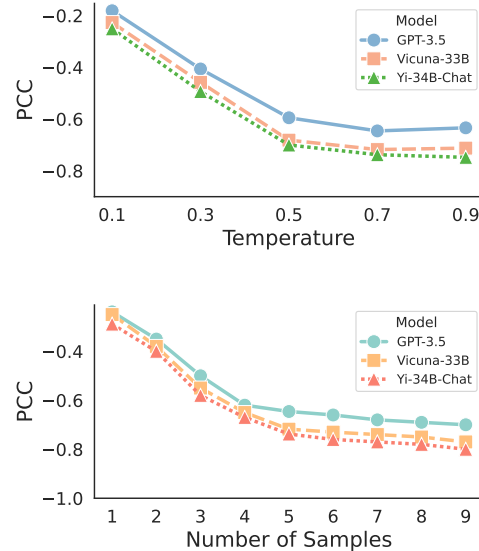 −0.2
−0.4
−0.6
−0.8
PCC
Model
GPT-3.5
Vicuna-33B
Yi-34B-Chat
0.1 0.3 0.5 0.7 0.9
Temperature
−0.4
−0.6
−0.8
−1.0
PCC
Model
GPT-3.5
Vicuna-33B
Yi-34B-Chat
1 2 3 4 5 6 7 8 9
Number of Samples